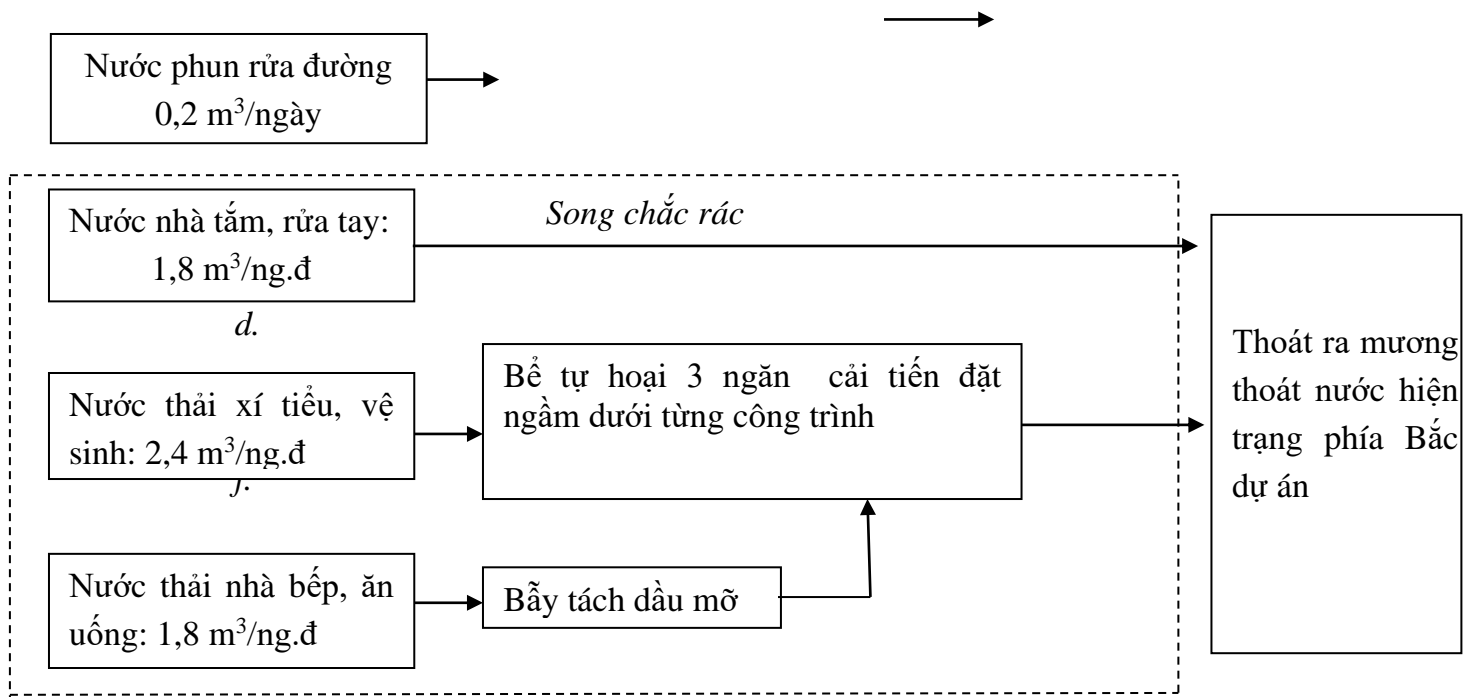 Nước phun rửa đường
0,2 m³/ngày
Nước nhà tắm, rửa tay:
1,8 m³/ng.đ
Song chắc rác
d.
Nước thải xí tiểu, vệ
sinh: 2,4 m³/ng.đ
Bể tự hoại 3 ngăn cải tiến đặt
ngầm dưới từng công trình
Nước thải nhà bếp, ăn
uống: 1,8 m³/ng.đ
Bẫy tách dầu mỡ
Thoát ra mương
thoát nước hiện
trạng phía Bắc
dự án